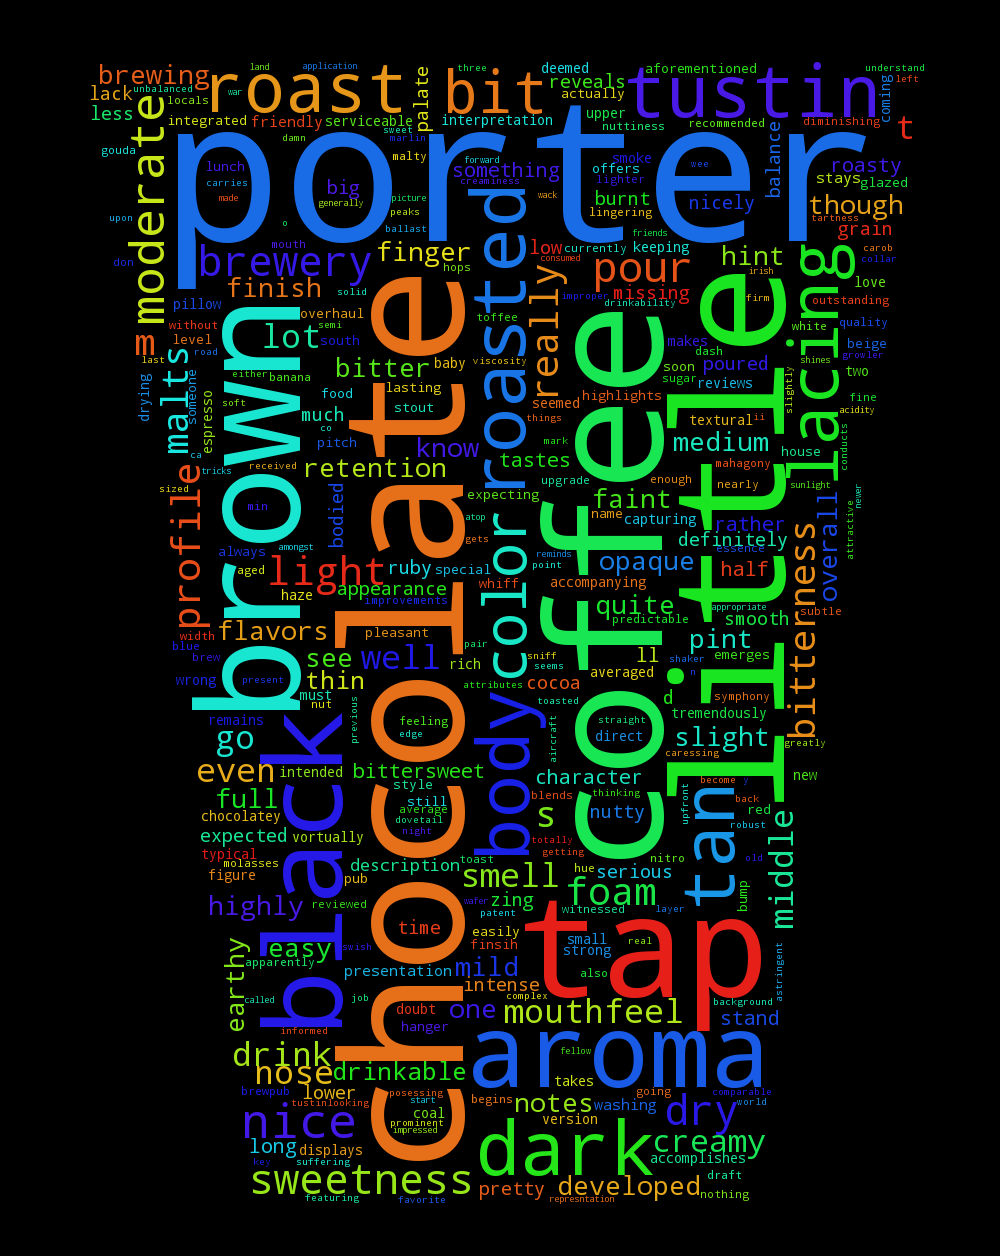 land
application
three
deemed
aforementioned
understand
brewing
roast
bit
reveals
tustin
left
unbalanced
war
palate
actually
coming
lack
locals
less
integrated
friendly
serviceable
interpretation
upper
nuttiness
recommended
diminishing
t
moderate
porter
damn
sweet
marlin
gouda
lunch
malty
forward
smoke
wee
balance
roasty
carries
big
something
offers
lighter
stays
glazed
made
generally
picture
creaminess
wack
burnt
nicely
though
peaks
lingering
upon
o
ballast
friends
tartness
grain
don
brewery
mouth
finger
roasted
low
currently
keeping
hint
carob
consumed
collar
hops
pour
irish
lacing
pillow
finish
solid
really
improper
missing
firm
love
outstanding
overhaul
toffee
drinkability
without
semi
white
quality
m
level
lot
south
makes
beige
road
dash
shines
growler
last
malts
brown
chocolate
bitter
baby
viscosity
soon
poured
two
either
banana
sugar
reviews
slightly
drying
someone
espresso
soft
food
lasting
seemed
highlights
fine
much
stout
things
textural
ii
acidity
co
pitch
know
mark
medium
house
conducts
ca
received
retention
tastes
coffee
little
tricks
upgrade
enough
mahogany
sized
profile
min
bodied
expecting
faint
nearly
sunlight
newer
name
capturing
rather
overall
attractive
atop
color
always
amongst
gets
definitely
essence
reminds
opaque
aged
light
ruby
special
point
half
haze
appearance
whiff
accompanying
bitterness
improvements
quite
appropriate
subtle
flavors
pleasant
predictable
smooth
width
blue
pair
pint
brew
see
well
rich
sniff
ll
shaker
emerges
wrong
present
thin
seems
averaged
n
attributes
cocoa
must
d
symphony
nut
toasted
remains
previous
feeling
straight
tremendously
go
edge
body
aircraft
direct
slight
greatly
caressing
even
intended
bittersweet
character
become
y
new
style
thinking
full
still
blends
upfront
back
red
chocolatey
average
s
nutty
tan
middle
dovetail
robust
expected
vortually
night
totally
typical
black
getting
molasses
description
toast
nitro
old
figure
pub
smell
hue
serious
highly
reviewed
wafer
zing
foam
bump
patent
witnessed
layer
time
tap
easily
small
real
easy
swish
finsih
strong
earthy
apparently
presentation
mild
also
astringent
called
job
intense
complex
background
doubt
one
mouthfeel
stand
informed
hanger
drink
aroma
fellow
nose
drinkable
takes
brewpub
lower
posessing
begins
going
comparable
tustinlooking
start
notes
washing
dry
world
coal
version
nice
prominent
impressed
dark
creamy
long
displays
accomplishes
key
suffering
sweetness
pretty
developed
draft
featuring
favorite
represntation
nothing